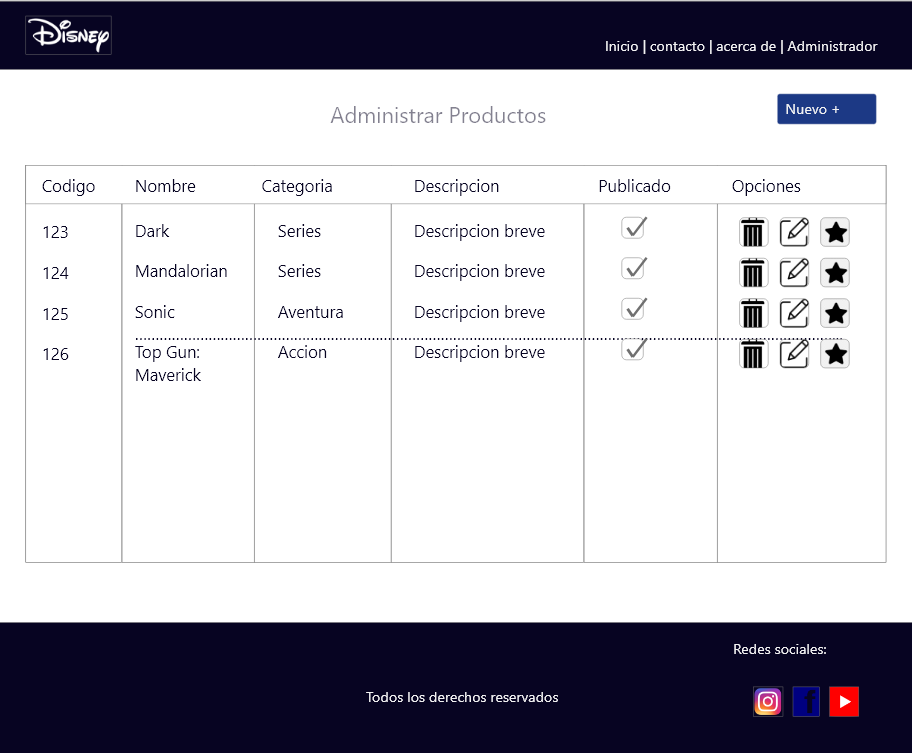 Disney
Inicio | contacto | acerca de | Administrador
Administrar Productos
Nuevo +
Codigo Nombre Categoria Descripcion Publicado Opciones
123 Dark Series Descripcion breve
124 Mandalorian Series Descripcion breve
125 Sonic Aventura Descripcion breve
126 Top Gun: Accion Descripcion breve
Maverick
Redes sociales:
Todos los derechos reservados